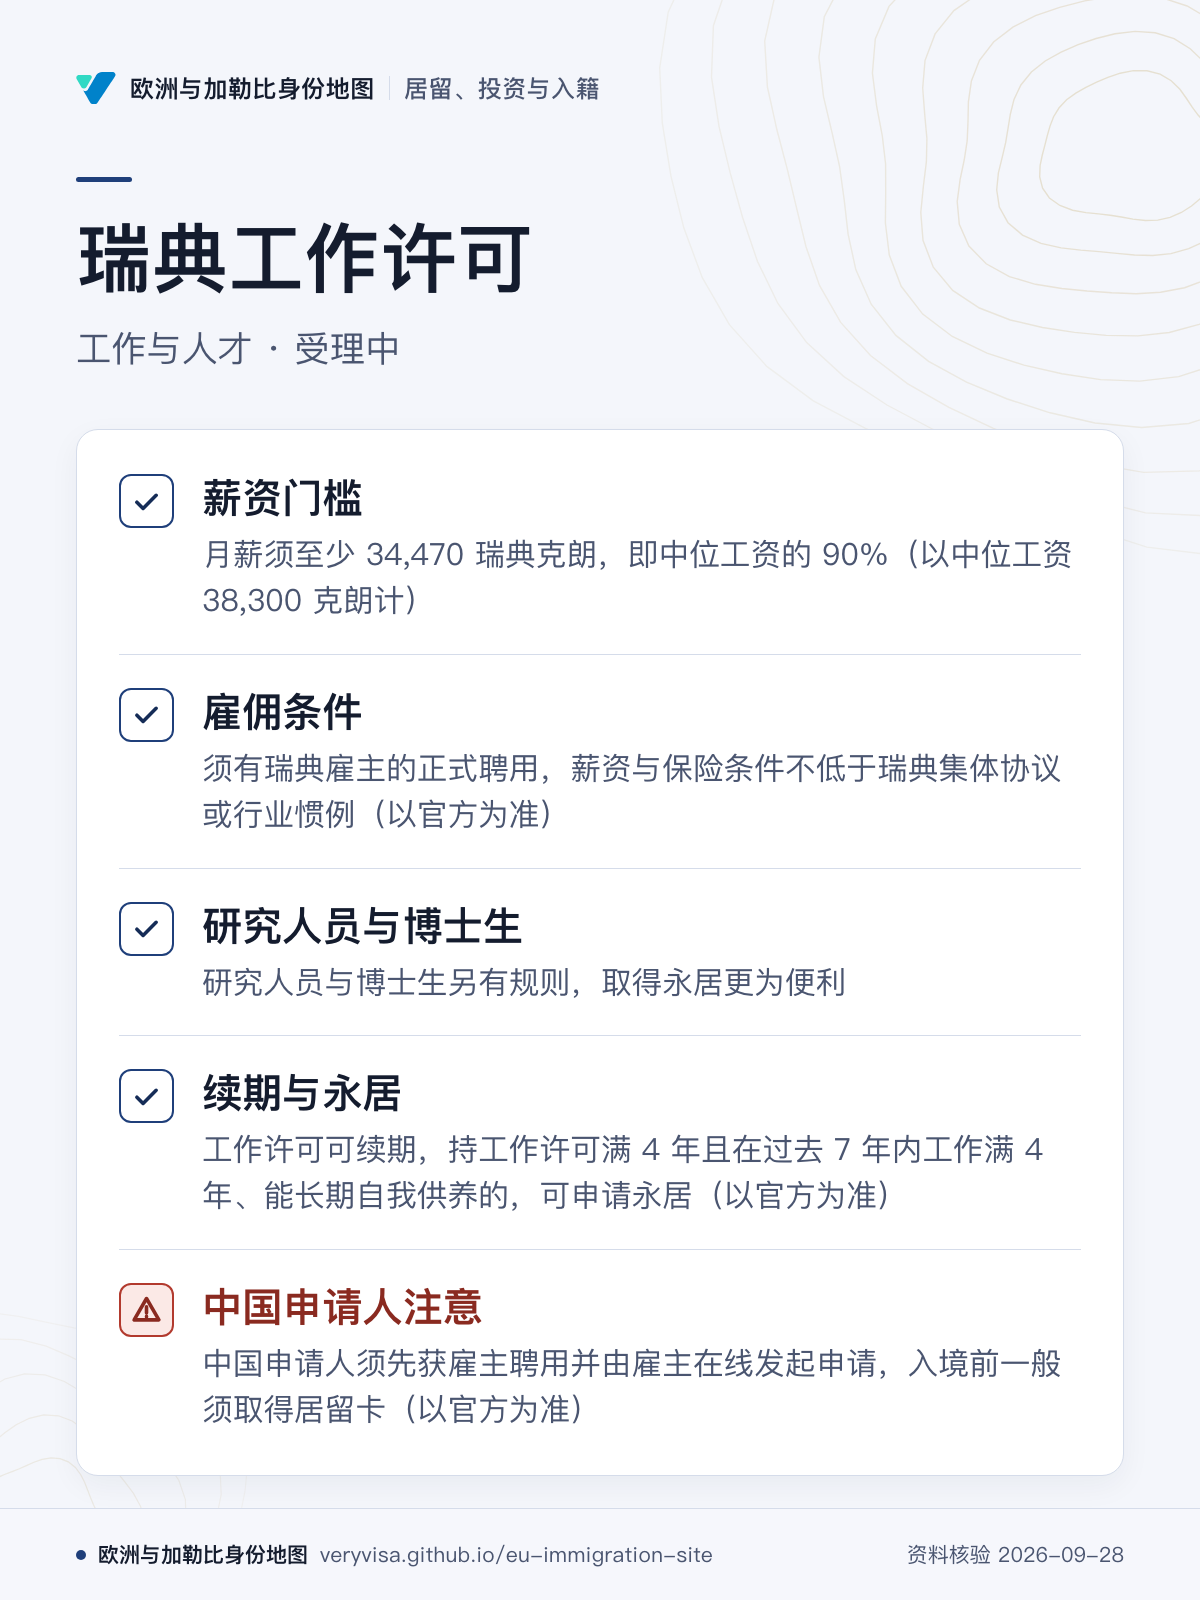 欧洲与加勒比身份地图 居留、投资与入籍
瑞典工作许可
工作与人才 · 受理中
薪资门槛
月薪须至少 34,470 瑞典克朗，即中位工资的 90%（以中位工资
38,300 克朗计）
雇佣条件
须有瑞典雇主的正式聘用，薪资与保险条件不低于瑞典集体协议
或行业惯例（以官方为准）
研究人员与博士生
研究人员与博士生另有规则，取得永居更为便利
续期与永居
工作许可可续期，持工作许可满 4 年且在过去 7 年内工作满 4
年、能长期自我供养的，可申请永居（以官方为准）
中国申请人注意
中国申请人须先获雇主聘用并由雇主在线发起申请，入境前一般
须取得居留卡（以官方为准）
欧洲与加勒比身份地图 veryvisa.github.io/eu-immigration-site 资料核验 2026-09-28